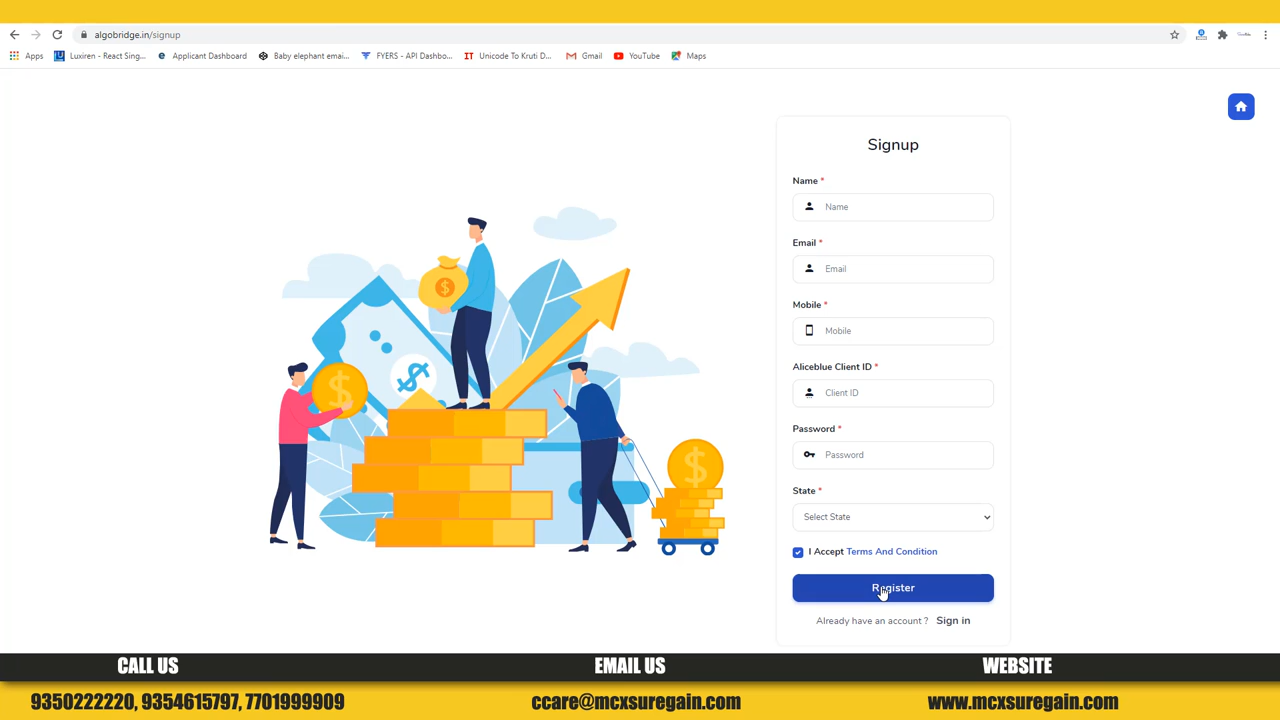 algobridge.in/signup
Apps Luxiren - React Sing... Applicant Dashboard Baby elephant emai... FYERS - API Dashbo... Unicode To Kruti D... Gmail YouTube Maps
Signup
Name *
Name
Email *
Email
Mobile *
Mobile
Aliceblue Client ID *
Client ID
Password *
Password
State *
Select State
I Accept Terms And Condition
Register
Already have an account ? Sign in
CALL US EMAIL US WEBSITE
9350222220, 9354615797, 7701999909 ccare@mcxsuregain.com www.mcxsuregain.com